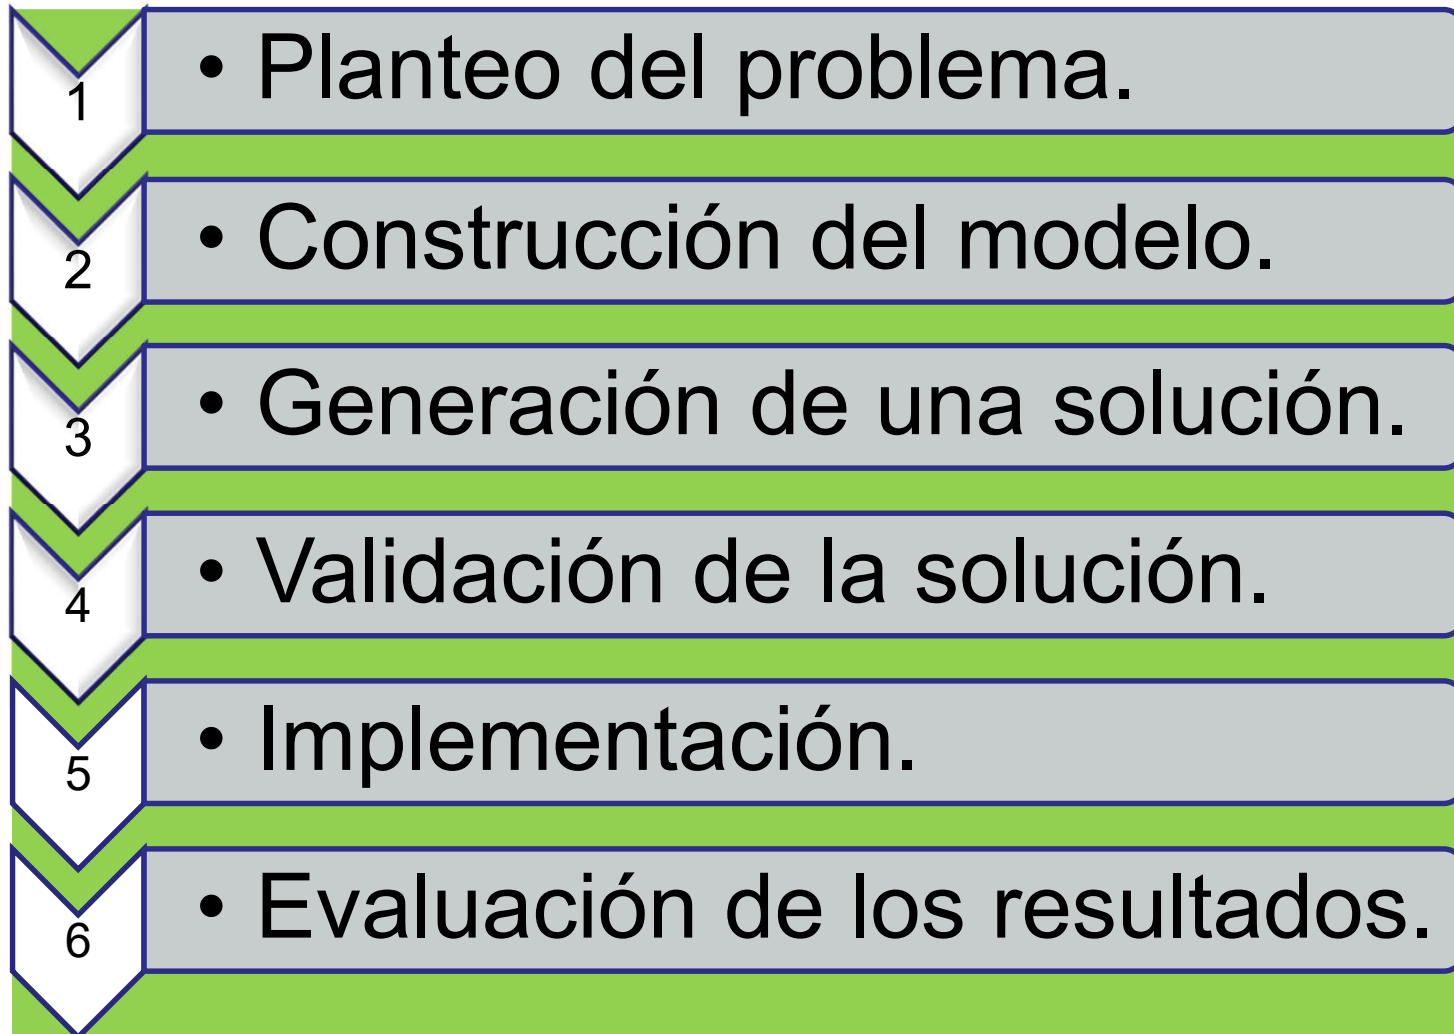 1 • Planteo del problema.
2 • Construcción del modelo.
3 • Generación de una solución.
4 • Validación de la solución.
5 • Implementación.
6 • Evaluación de los resultados.